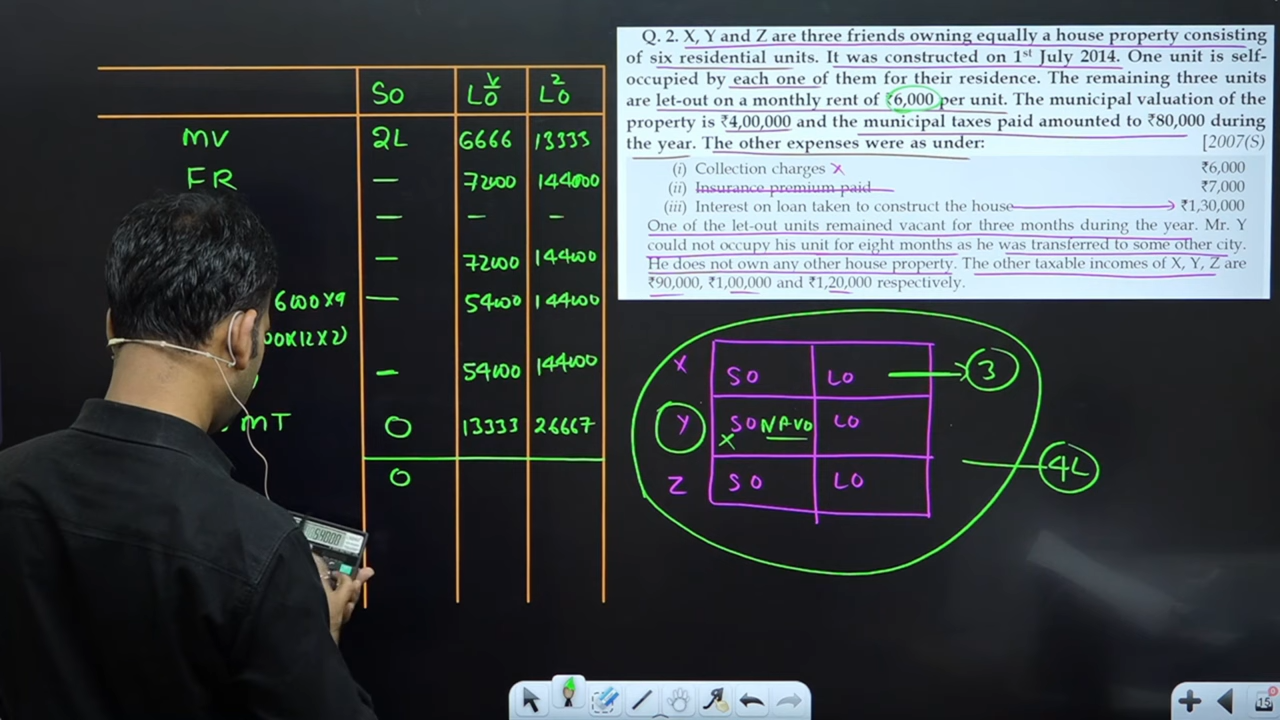 Q. 2. X, Y and Z are three friends owning equally a house property consisting
of six residential units. It was constructed on 1st July 2014. One unit is self-
occupied by each one of them for their residence. The remaining three units
are let-out on a monthly rent of ₹6,000 per unit. The municipal valuation of the
property is ₹4,00,000 and the municipal taxes paid amounted to ₹80,000 during
the year. The other expenses were as under: [2007(S)
(i) Collection charges X ₹6,000
(ii) Insurance premium paid ₹7,000
(iii) Interest on loan taken to construct the house ₹1,30,000
One of the let-out units remained vacant for three months during the year. Mr. Y
could not occupy his unit for eight months as he was transferred to some other city.
He does not own any other house property. The other taxable incomes of X, Y, Z are
₹90,000, ₹1,00,000 and ₹1,20,000 respectively.
SO LO LO 2
MV 2L 6666 13333
FR — 72000 144000
— - -
— 72000 144000
6000×9 — 54000 144000
00×12×2)
— 54000 144000
MT 0 13333 26667
0
54000
X SO LO → 3
Y SO NAVO LO
X
4L
Z SO LO
15